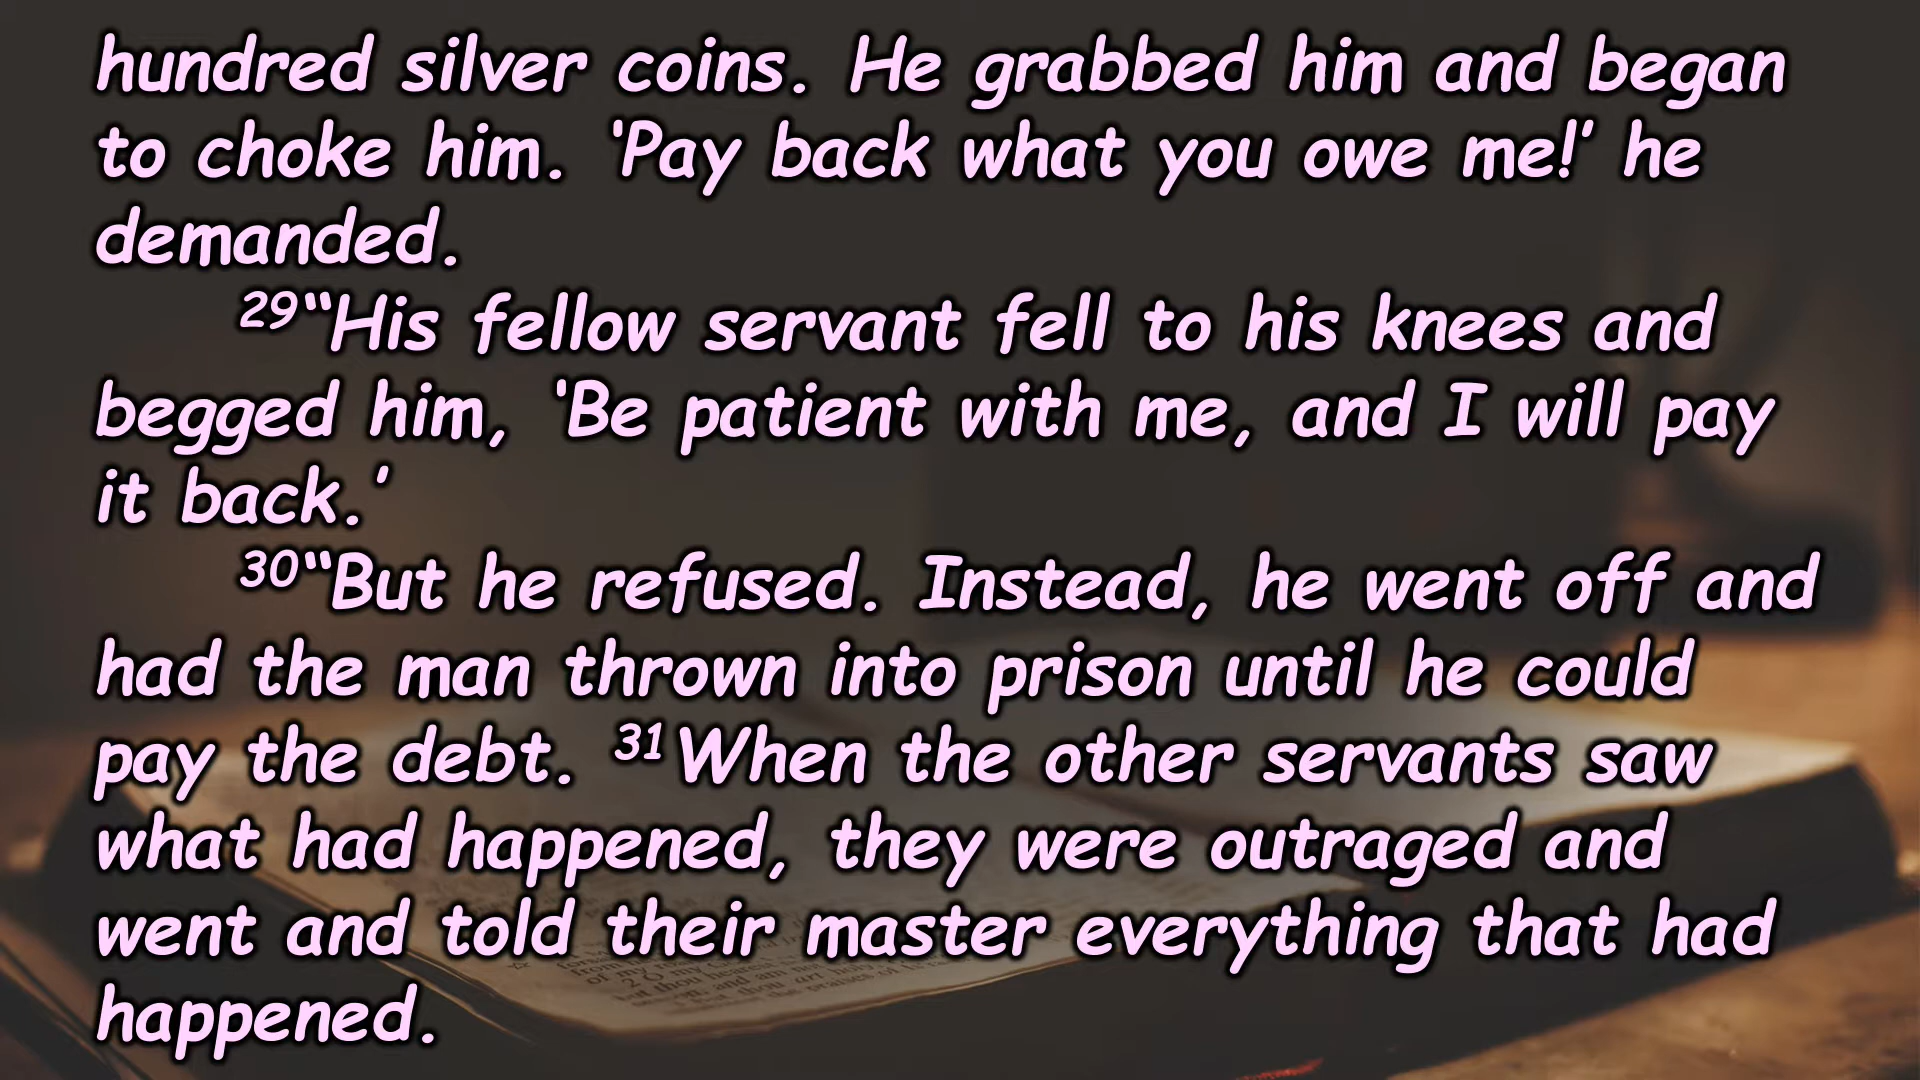 hundred silver coins. He grabbed him and began
to choke him. ‘Pay back what you owe me!’ he
demanded.
29“His fellow servant fell to his knees and
begged him, ‘Be patient with me, and I will pay
it back.’
30“But he refused. Instead, he went off and
had the man thrown into prison until he could
pay the debt. 31When the other servants saw
what had happened, they were outraged and
went and told their master everything that had
happened.